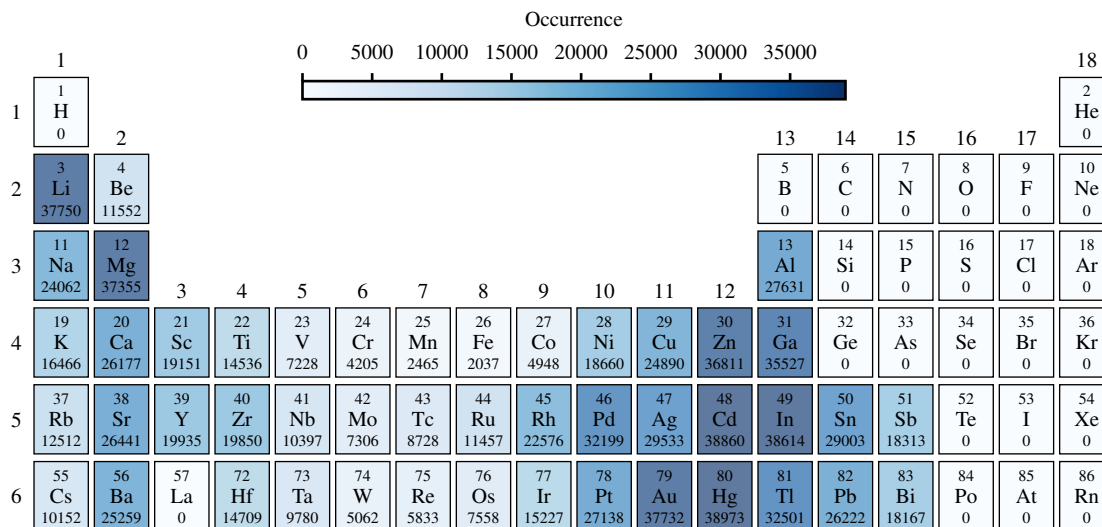 Occurrence
0 5000 10000 15000 20000 25000 30000 35000
1 18
1 1 2
H He
0 0
2 13 14 15 16 17
2 3 4 5 6 7 8 9 10
Li Be B C N O F Ne
37750 11552 0 0 0 0 0 0
3 11 12 13 14 15 16 17 18
Na Mg Al Si P S Cl Ar
24062 37355 27631 0 0 0 0 0
3 4 5 6 7 8 9 10 11 12
4 19 20 21 22 23 24 25 26 27 28 29 30 31 32 33 34 35 36
K Ca Sc Ti V Cr Mn Fe Co Ni Cu Zn Ga Ge As Se Br Kr
16466 26177 19151 14536 7228 4205 2465 2037 4948 18660 24890 36811 35527 0 0 0 0 0
5 37 38 39 40 41 42 43 44 45 46 47 48 49 50 51 52 53 54
Rb Sr Y Zr Nb Mo Tc Ru Rh Pd Ag Cd In Sn Sb Te I Xe
12512 26441 19935 19850 10397 7306 8728 11457 22576 32199 29533 38860 38614 29003 18313 0 0 0
6 55 56 57 72 73 74 75 76 77 78 79 80 81 82 83 84 85 86
Cs Ba La Hf Ta W Re Os Ir Pt Au Hg Tl Pb Bi Po At Rn
10152 25259 0 14709 9780 5062 5833 7558 15227 27138 37732 38973 32501 26222 18167 0 0 0